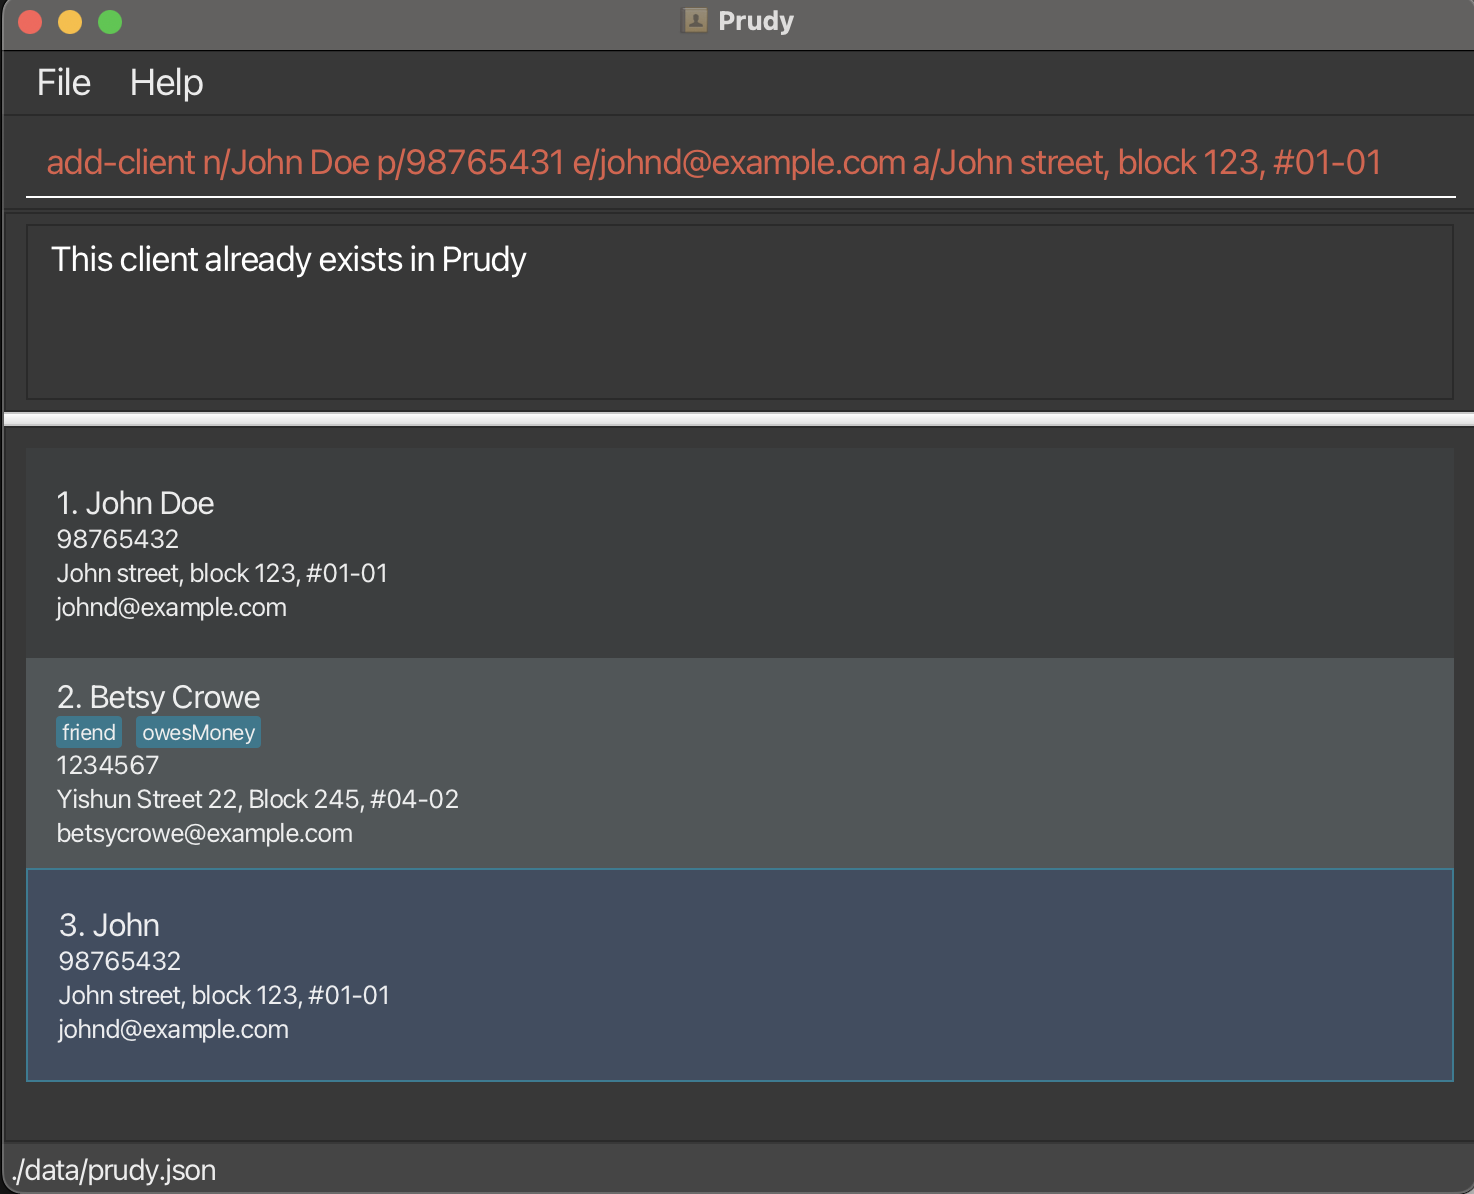 Prudy
File Help
add-client n/John Doe p/98765431 e/johnd@example.com a/John street, block 123, #01-01
This client already exists in Prudy
1. John Doe
98765432
John street, block 123, #01-01
johnd@example.com
2. Betsy Crowe
friend owesMoney
1234567
Yishun Street 22, Block 245, #04-02
betsycrowe@example.com
3. John
98765432
John street, block 123, #01-01
johnd@example.com
./data/prudy.json